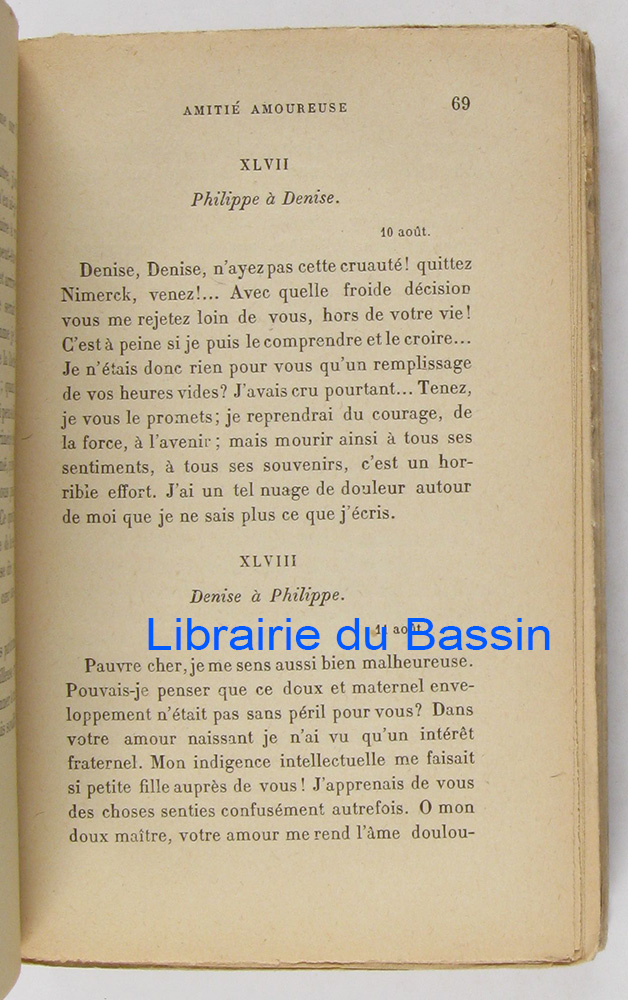 AMITIÉ AMOUREUSE 69
XLVII
Philippe à Denise.
10 août.
Denise, Denise, n'ayez pas cette cruauté! quittez
Nimerck, venez!... Avec quelle froide décision
vous me rejetez loin de vous, hors de votre vie!
C'est à peine si je puis le comprendre et le croire...
Je n'étais donc rien pour vous qu'un remplissage
de vos heures vides? J'avais cru pourtant... Tenez,
je vous le promets; je reprendrai du courage, de
la force, à l'avenir; mais mourir ainsi à tous ses
sentiments, à tous ses souvenirs, c'est un hor-
rible effort. J'ai un tel nuage de douleur autour
de moi que je ne sais plus ce que j'écris.
XLVIII
Denise à Philippe.
11 août.
Librairie du Bassin
Pauvre cher, je me sens aussi bien malheureuse.
Pouvais-je penser que ce doux et maternel enve-
loppement n'était pas sans péril pour vous? Dans
votre amour naissant je n'ai vu qu'un intérêt
fraternel. Mon indigence intellectuelle me faisait
si petite fille auprès de vous! J'apprenais de vous
des choses senties confusément autrefois. O mon
doux maître, votre amour me rend l'âme doulou-